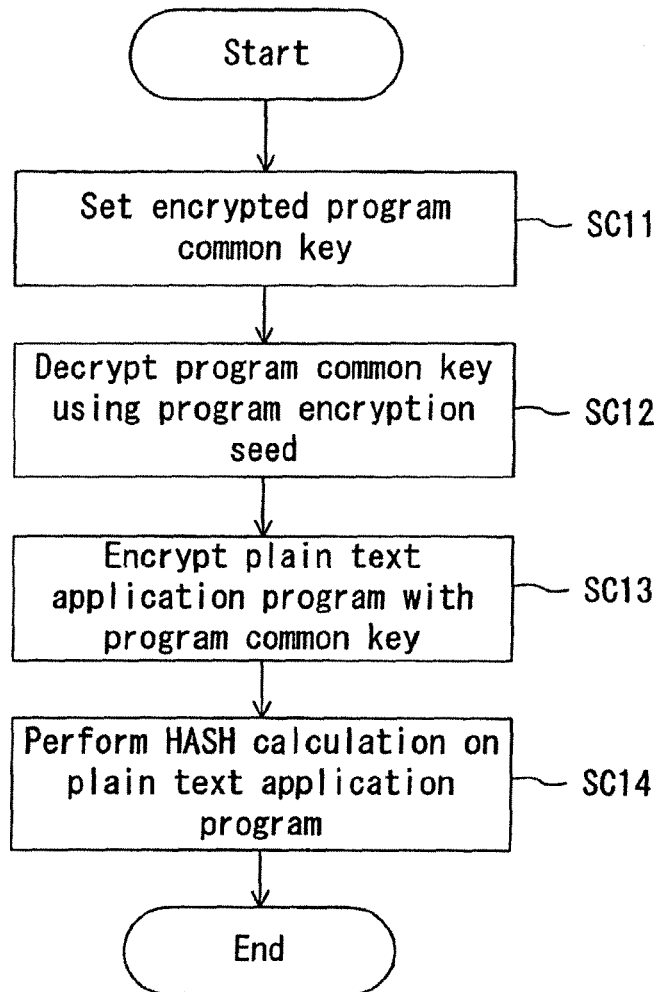 Start
Set encrypted program
common key
SC11
Decrypt program common key
using program encryption
seed
SC12
Encrypt plain text
application program with
program common key
SC13
Perform HASH calculation on
plain text application
program
SC14
End